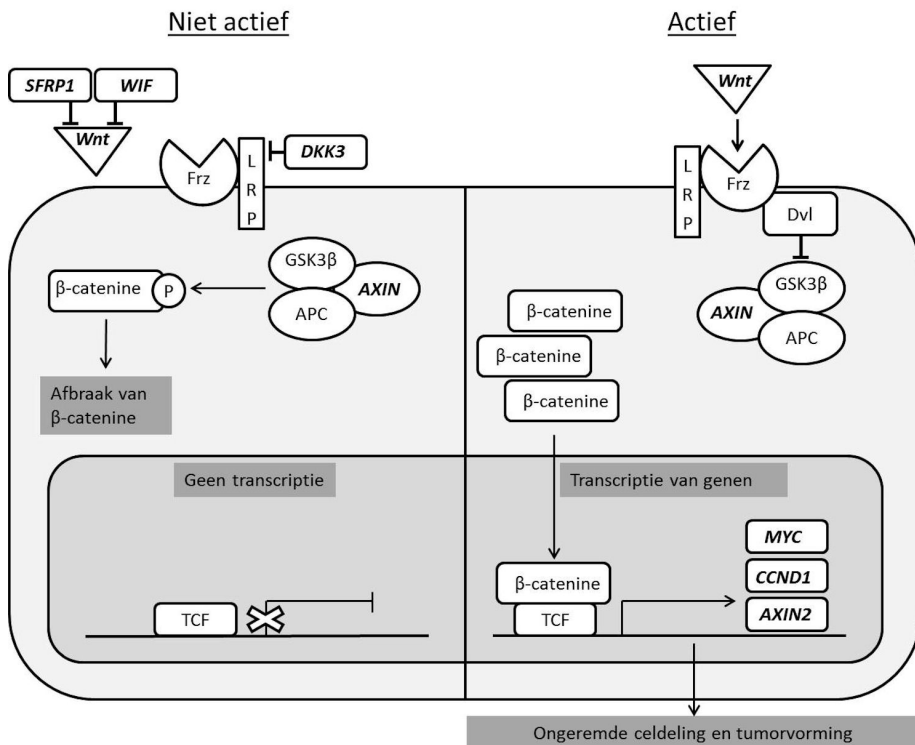 Niet actief
SFRP1
WIF
Wnt
Frz
L
R
P
DKK3
GSK3β
AXIN
APC
β-catenine
P
Afbraak van
β-catenine
Geen transcriptie
TCF
Actief
Wnt
L
R
P
Frz
Dvl
GSK3β
AXIN
APC
β-catenine
β-catenine
β-catenine
Transcriptie van genen
β-catenine
TCF
MYC
CCND1
AXIN2
Ongeremde celdeling en tumorvorming